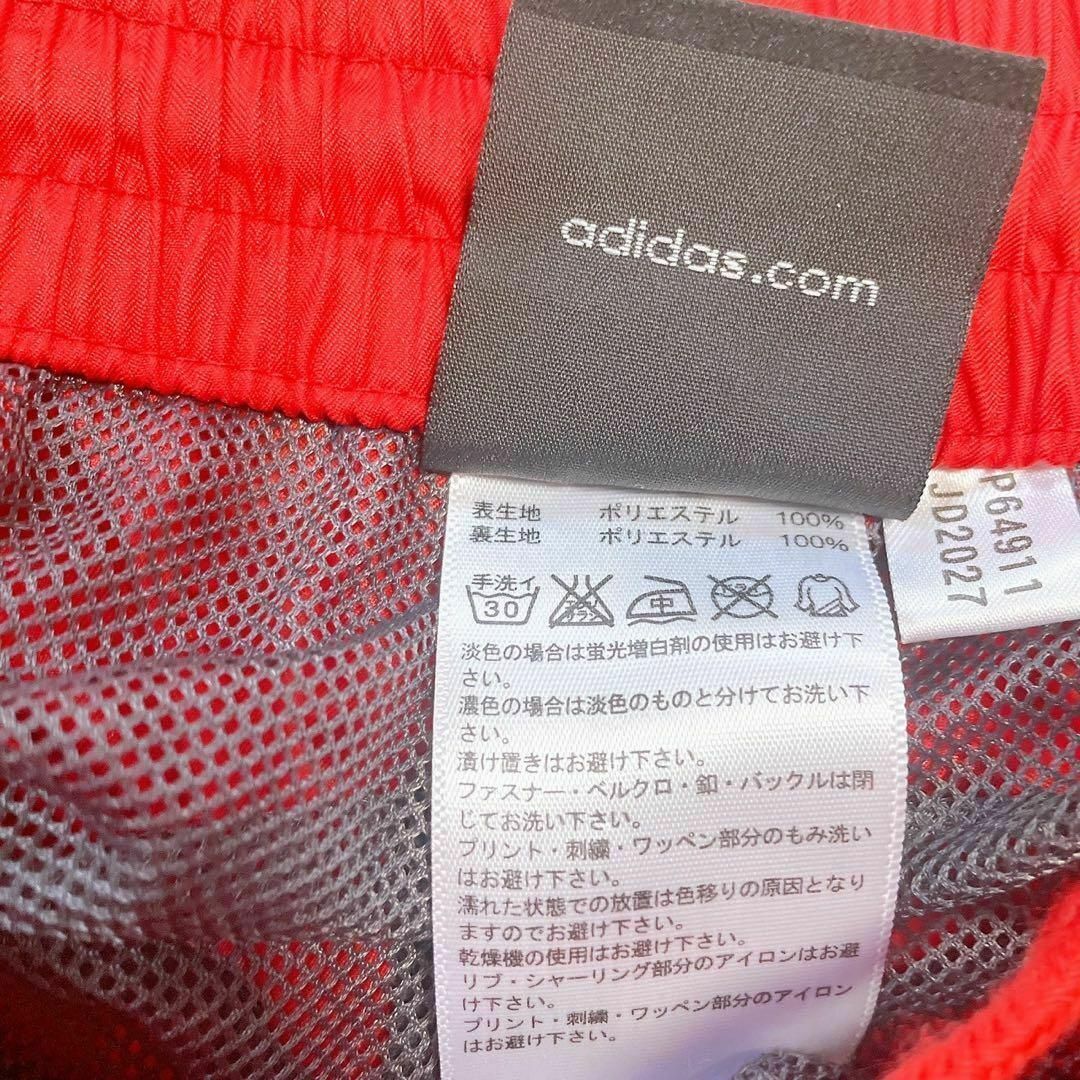 adidas.com
表生地 ポリエステル 100%
裏生地 ポリエステル 100%
手洗イ
30
中
淡色の場合は蛍光増白剤の使用はお避け下
さい。
濃色の場合は淡色のものと分けてお洗い下
さい。
漬け置きはお避け下さい。
ファスナー・ベルクロ・釦・バックルは閉
じてお洗い下さい。
プリント・刺繍・ワッペン部分のもみ洗い
はお避け下さい。
濡れた状態での放置は色移りの原因となり
ますのでお避け下さい。
乾燥機の使用はお避け下さい。
リブ・シャーリング部分のアイロンはお避
け下さい。
プリント・刺繍・ワッペン部分のアイロン
はお避け下さい。
P64911
JD2027